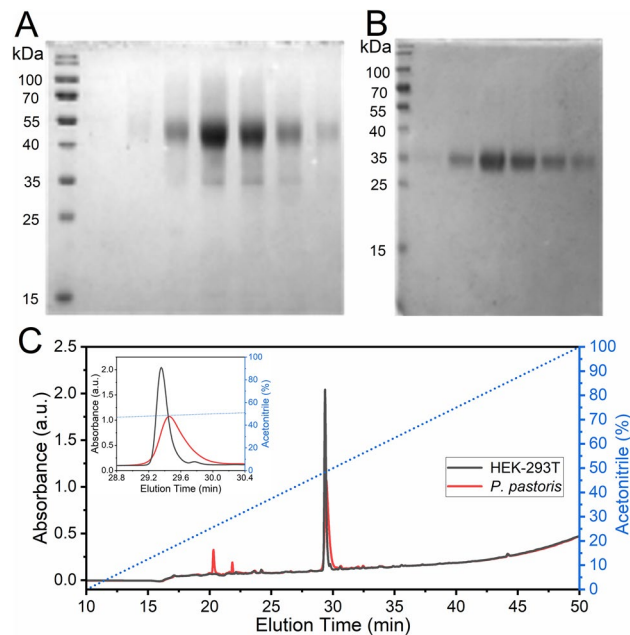 A
kDa
100
70
55
40
35
25
15
B
kDa
100
70
55
40
35
25
15
C
2.5
2.0
1.5
1.0
0.5
0.0
Absorbance (a.u.)
10 15 20 25 30 35 40 45 50
Elution Time (min)
100
90
80
70
60
50
40
30
20
10
0
Acetonitrile (%)
HEK-293T
P. pastoris
2.0
1.5
1.0
0.5
0.0
Absorbance (a.u.)
28.8 29.2 29.6 30.0 30.4
Elution Time (min)
100
80
60
40
20
0
Acetonitrile (%)